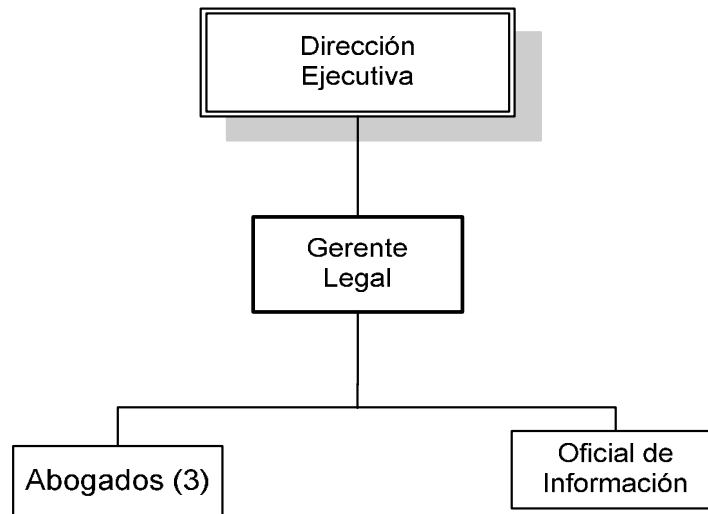 Dirección
Ejecutiva
Gerente
Legal
Abogados (3)
Oficial de
Información